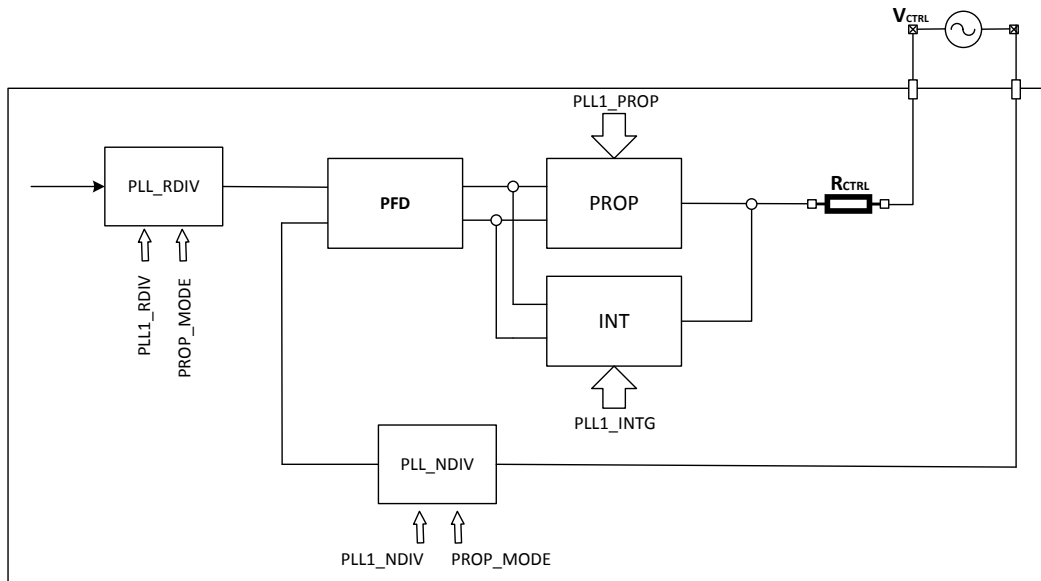 VCTRL
PLL1_PROP
PLL_RDIV
PFD
PROP
RCTRL
PLL1_RDIV
PROP_MODE
INT
PLL1_INTG
PLL_NDIV
PLL1_NDIV
PROP_MODE